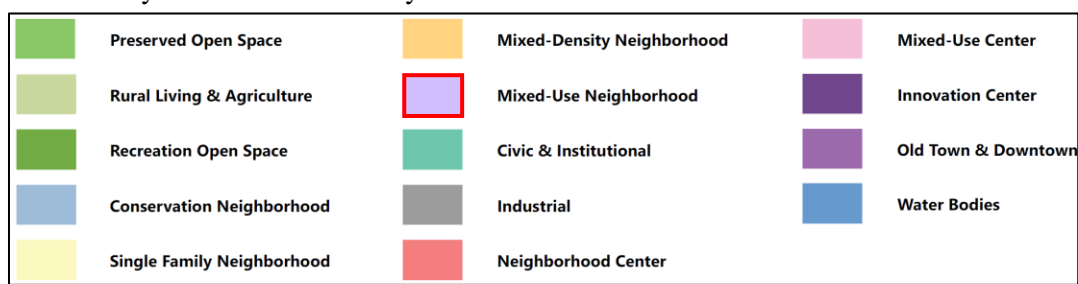 Preserved Open Space
Rural Living & Agriculture
Recreation Open Space
Conservation Neighborhood
Single Family Neighborhood
Mixed-Density Neighborhood
Mixed-Use Neighborhood
Civic & Institutional
Industrial
Neighborhood Center
Mixed-Use Center
Innovation Center
Old Town & Downtown
Water Bodies